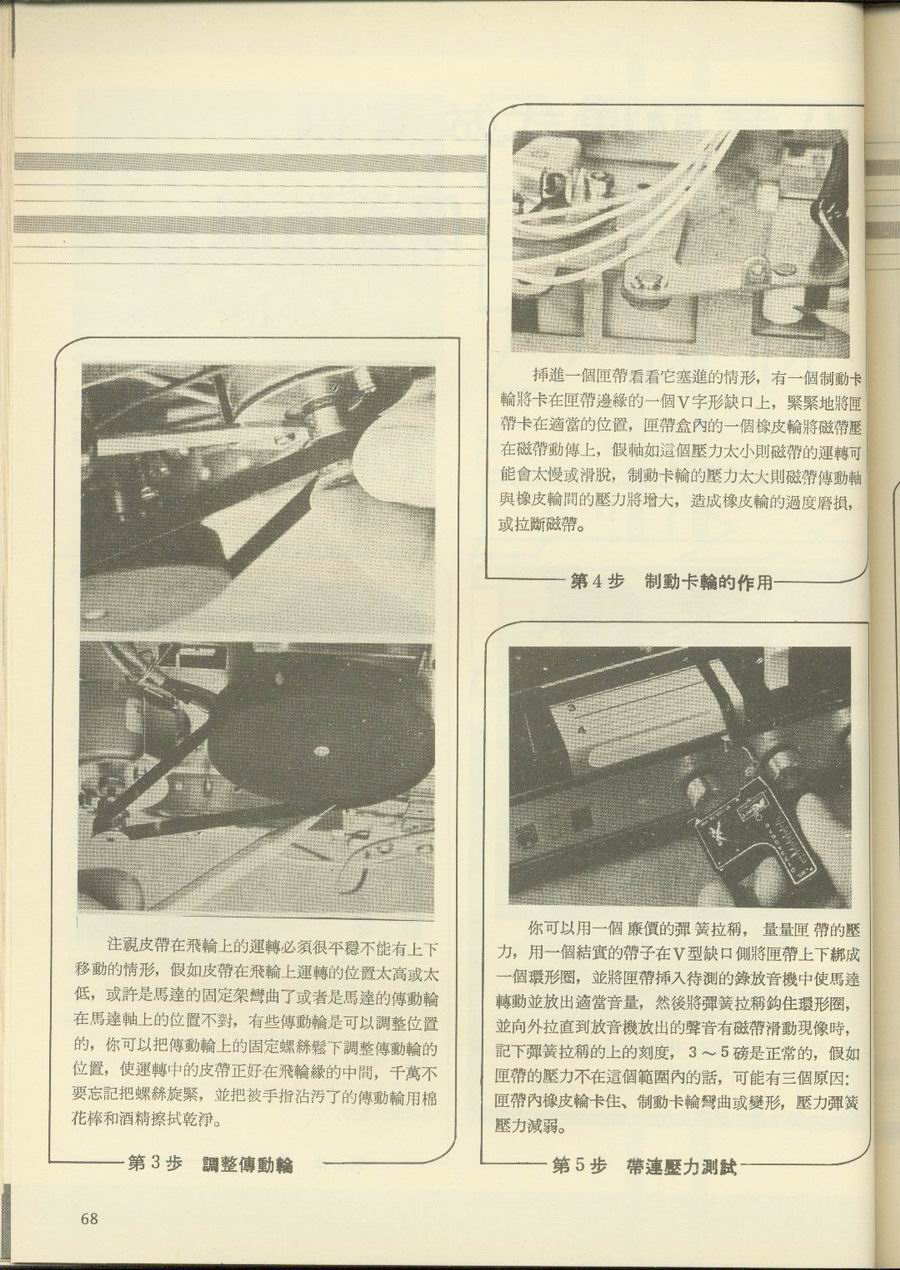 注視皮帶在飛輪上的運轉必須很平穩不能有上下
移動的情形，假如皮帶在飛輪上運轉的位置太高或太
低，或許是馬達的固定架彎曲了或者是馬達的傳動輪
在馬達軸上的位置不對，有些傳動輪是可以調整位置
的，你可以把傳動輪上的固定螺絲鬆下調整傳動輪的
位置，使運轉中的皮帶正好在飛輪緣的中間，千萬不
要忘記把螺絲旋緊，並把被手指沾汚了的傳動輪用棉
花棒和酒精擦拭乾淨。
第3步　調整傳動輪
挿進一個匣帶看看它塞進的情形，有一個制動卡
輪將卡在匣帶邊緣的一個V字形缺口上，緊緊地將匣
帶卡在適當的位置，匣帶盒內的一個橡皮輪將磁帶壓
在磁帶動傳上，假軸如這個壓力太小則磁帶的運轉可
能會太慢或滑脫，制動卡輪的壓力太大則磁帶傳動軸
與橡皮輪間的壓力將增大，造成橡皮輪的過度磨損，
或拉斷磁帶。
第4步　制動卡輪的作用
3
4
你可以用一個廉價的彈簧拉稱，量量匣帶的壓
力，用一個結實的帶子在V型缺口側將匣帶上下綁成
一個環形圈，並將匣帶挿入待測的錄放音機中使馬達
轉動並放出適當音量，然後將彈簧拉稱鈎住環形圈，
並向外拉直到放音機放出的聲音有磁帶滑動現像時，
記下彈簧拉稱的上的刻度，3～5磅是正常的，假如
匣帶的壓力不在這個範圍內的話，可能有三個原因：
匣帶內橡皮輪卡住、制動卡輪彎曲或變形，壓力彈簧
壓力減弱。
第5步　帶連壓力測試
68